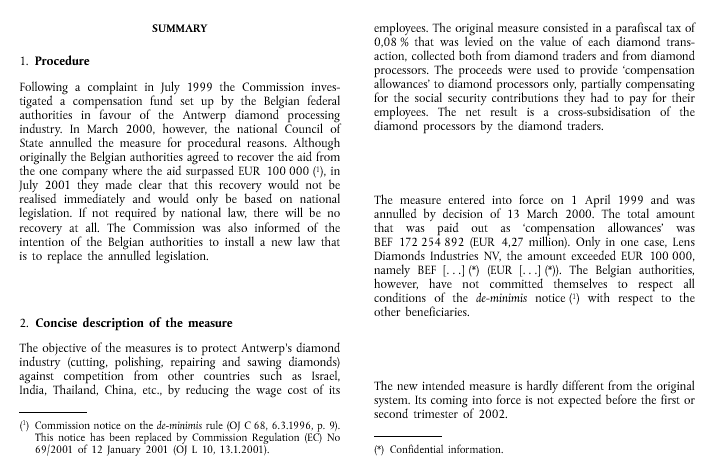 SUMMARY
1. Procedure
Following a complaint in July 1999 the Commission inves-
tigated a compensation fund set up by the Belgian federal
authorities in favour of the Antwerp diamond processing
industry. In March 2000, however, the national Council of
State annulled the measure for procedural reasons. Although
originally the Belgian authorities agreed to recover the aid from
the one company where the aid surpassed EUR 100 000 (¹), in
July 2001 they made clear that this recovery would not be
realised immediately and would only be based on national
legislation. If not required by national law, there will be no
recovery at all. The Commission was also informed of the
intention of the Belgian authorities to install a new law that
is to replace the annulled legislation.
2. Concise description of the measure
The objective of the measures is to protect Antwerp's diamond
industry (cutting, polishing, repairing and sawing diamonds)
against competition from other countries such as Israel,
India, Thailand, China, etc., by reducing the wage cost of its
(¹) Commission notice on the de-minimis rule (OJ C 68, 6.3.1996, p. 9).
This notice has been replaced by Commission Regulation (EC) No
69/2001 of 12 January 2001 (OJ L 10, 13.1.2001).
employees. The original measure consisted in a parafiscal tax of
0,08 % that was levied on the value of each diamond trans-
action, collected both from diamond traders and from diamond
processors. The proceeds were used to provide ‘compensation
allowances’ to diamond processors only, partially compensating
for the social security contributions they had to pay for their
employees. The net result is a cross-subsidisation of the
diamond processors by the diamond traders.
The measure entered into force on 1 April 1999 and was
annulled by decision of 13 March 2000. The total amount
that was paid out as ‘compensation allowances’ was
BEF 172 254 892 (EUR 4,27 million). Only in one case, Lens
Diamonds Industries NV, the amount exceeded EUR 100 000,
namely BEF [. . .] (*) (EUR [. . .] (*)). The Belgian authorities,
however, have not committed themselves to respect all
conditions of the de-minimis notice (¹) with respect to the
other beneficiaries.
The new intended measure is hardly different from the original
system. Its coming into force is not expected before the first or
second trimester of 2002.
(*) Confidential information.